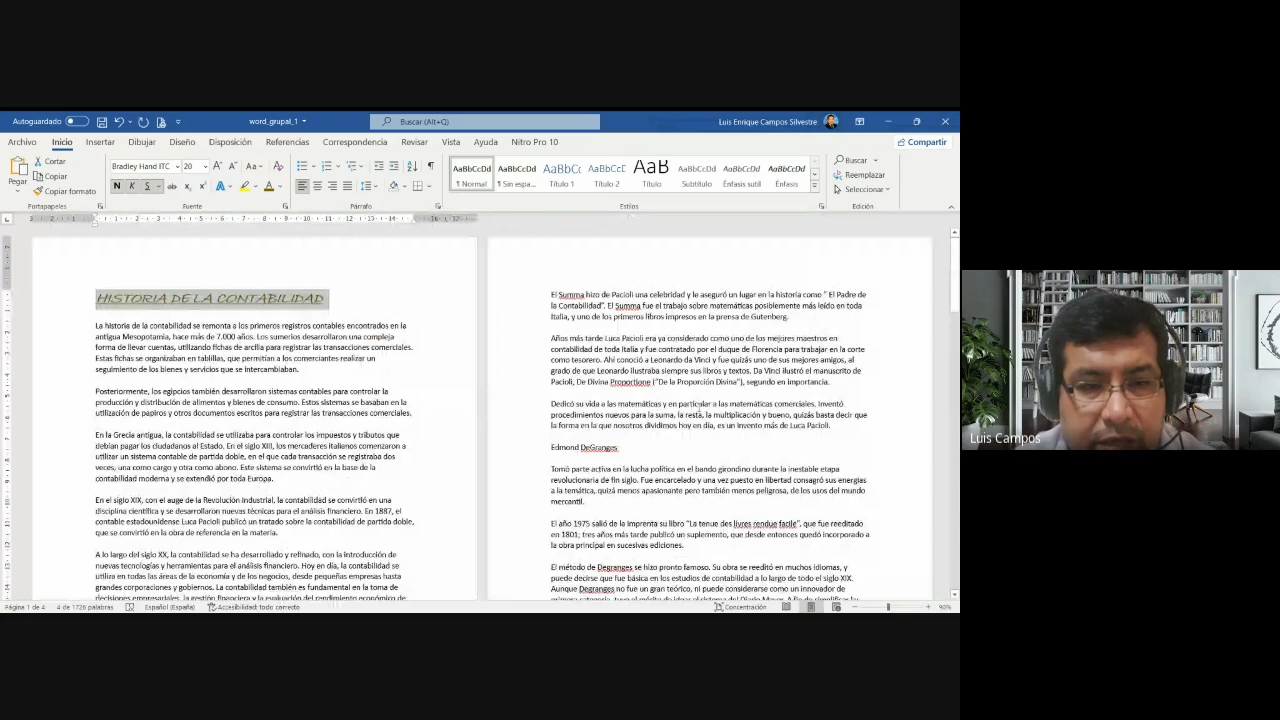 Autoguardado
word_grupal_1
Buscar (Alt+Q)
Luis Enrique Campos Silvestre
Archivo Inicio Insertar Dibujar Diseño Disposición Referencias Correspondencia Revisar Vista Ayuda Nitro Pro 10
Compartir
Pegar
Cortar
Copiar
Copiar formato
Portapapeles
Bradley Hand ITC 20
Fuente
Párrafo
AaBbCcDd AaBbCcDd AaBbCc AaBbCcE AaB AaBbCcDd AaBbCcDd AaBbCcDd
¶ Normal ¶ Sin espa... Título 1 Título 2 Título Subtítulo Énfasis sutil Énfasis
Estilos
Buscar
Reemplazar
Seleccionar
Edición
HISTORIA DE LA CONTABILIDAD
La historia de la contabilidad se remonta a los primeros registros contables encontrados en la
antigua Mesopotamia, hace más de 7.000 años. Los sumerios desarrollaron una compleja
forma de llevar cuentas, utilizando fichas de arcilla para registrar las transacciones comerciales.
Estas fichas se organizaban en tablillas, que permitían a los comerciantes realizar un
seguimiento de los bienes y servicios que se intercambiaban.
Posteriormente, los egipcios también desarrollaron sistemas contables para controlar la
producción y distribución de alimentos y bienes de consumo. Estos sistemas se basaban en la
utilización de papiros y otros documentos escritos para registrar las transacciones comerciales.
En la Grecia antigua, la contabilidad se utilizaba para controlar los impuestos y tributos que
debían pagar los ciudadanos al Estado. En el siglo XIII, los mercaderes italianos comenzaron a
utilizar un sistema contable de partida doble, en el que cada transacción se registraba dos
veces, una como cargo y otra como abono. Este sistema se convirtió en la base de la
contabilidad moderna y se extendió por toda Europa.
En el siglo XIX, con el auge de la Revolución Industrial, la contabilidad se convirtió en una
disciplina científica y se desarrollaron nuevas técnicas para el análisis financiero. En 1887, el
contable estadounidense Luca Pacioli publicó un tratado sobre la contabilidad de partida doble,
que se convirtió en la obra de referencia en la materia.
A lo largo del siglo XX, la contabilidad se ha desarrollado y refinado, con la introducción de
nuevas tecnologías y herramientas para el análisis financiero. Hoy en día, la contabilidad se
utiliza en todas las áreas de la economía y de los negocios, desde pequeñas empresas hasta
grandes corporaciones y gobiernos. La contabilidad también es fundamental en la toma de
decisiones empresariales, la gestión financiera y la evaluación del rendimiento económico de
El Summa hizo de Pacioli una celebridad y le aseguró un lugar en la historia como " El Padre de
la Contabilidad". El Summa fue el trabajo sobre matemáticas posiblemente más leído en toda
Italia, y uno de los primeros libros impresos en la prensa de Gutenberg.
Años más tarde Luca Pacioli era ya considerado como uno de los mejores maestros en
contabilidad de toda Italia y fue contratado por el duque de Florencia para trabajar en la corte
como tesorero. Ahí conoció a Leonardo da Vinci y fue quizás uno de sus mejores amigos, al
grado de que Leonardo ilustraba siempre sus libros y textos. Da Vinci ilustró el manuscrito de
Pacioli, De Divina Proportione ("De la Proporción Divina"), segundo en importancia.
Dedicó su vida a las matemáticas y en particular a las matemáticas comerciales. Inventó
procedimientos nuevos para la suma, la resta, la multiplicación y bueno, quizás basta decir que
la forma en la que nosotros dividimos hoy en día, es un invento más de Luca Pacioli.
Edmond DeGranges
Tomó parte activa en la lucha política en el bando girondino durante la inestable etapa
revolucionaria de fin siglo. Fue encarcelado y una vez puesto en libertad consagró sus energías
a la temática, quizá menos apasionante pero también menos peligrosa, de los usos del mundo
mercantil.
El año 1975 salió de la imprenta su libro "La tenue des livres rendue facile", que fue reeditado
en 1801; tres años más tarde publicó un suplemento, que desde entonces quedó incorporado a
la obra principal en sucesivas ediciones.
El método de Degranges se hizo pronto famoso. Su obra se reeditó en muchos idiomas, y
puede decirse que fue básica en los estudios de contabilidad a lo largo de todo el siglo XIX.
Aunque Degranges no fue un gran teórico, ni puede considerarse como un innovador de
Página 1 de 4 4 de 1726 palabras Español (España) Accesibilidad: todo correcto
Concentración
90%
Luis Campos